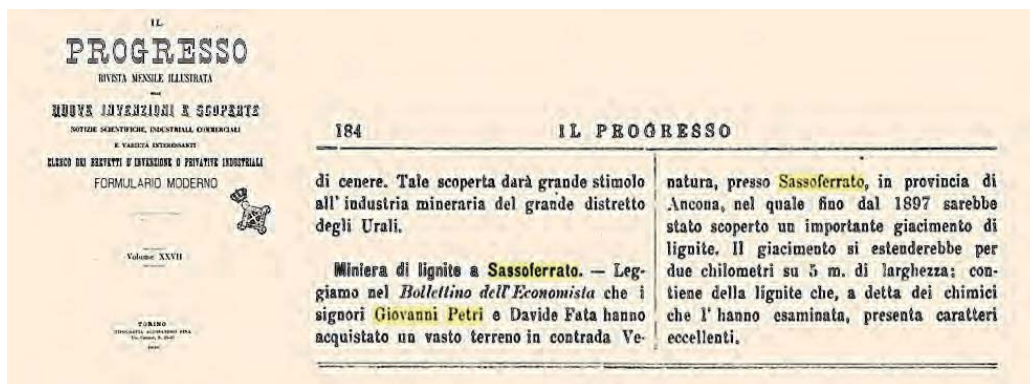 IL
PROGRESSO
RIVISTA MENSILE ILLUSTRATA
DELLE
NUOVE INVENZIONI E SCOPERTE
NOTIZIE SCIENTIFICHE, INDUSTRIALI, COMMERCIALI
E VARIETÀ INTERESSANTI
ELENCO DEI BREVETTI D'INVENZIONE O PRIVATIVE INDUSTRIALI
FORMULARIO MODERNO
Volume XXVII
TORINO
184 IL PROGRESSO
di cenere. Tale scoperta darà grande stimolo
all' industria mineraria del grande distretto
degli Urali.
Miniera di lignite a Sassoferrato. — Leg-
giamo nel Bollettino dell'Economista che i
signori Giovanni Petri e Davide Fata hanno
acquistato un vasto terreno in contrada Ve-
natura, presso Sassoferrato, in provincia di
Ancona, nel quale fino dal 1897 sarebbe
stato scoperto un importante giacimento di
lignite. Il giacimento si estenderebbe per
due chilometri su 5 m. di larghezza; con-
tiene della lignite che, a detta dei chimici
che l' hanno esaminata, presenta caratteri
eccellenti.